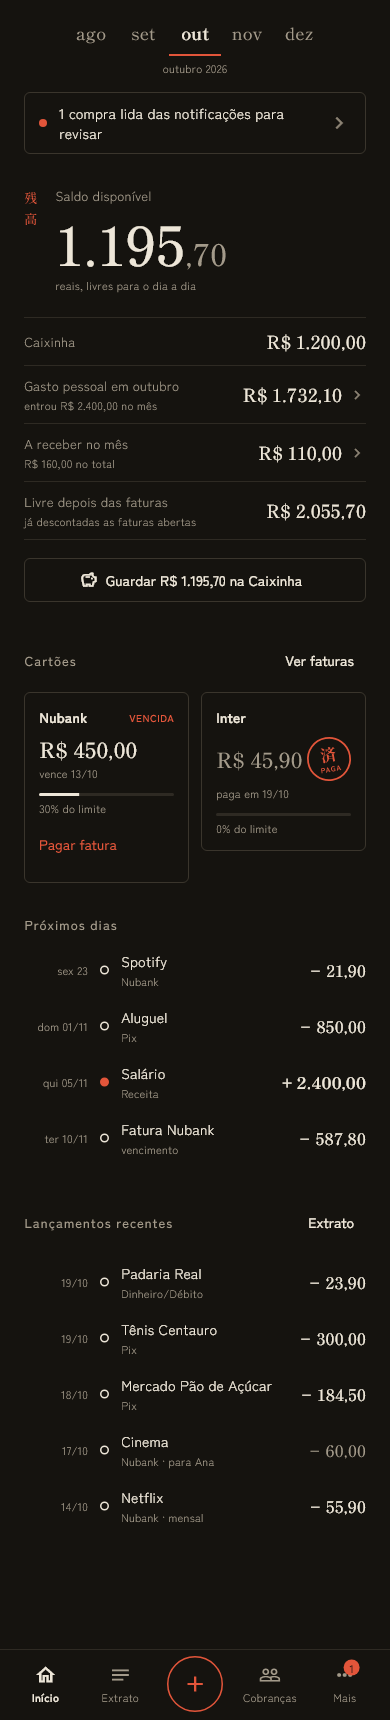 ago set out nov dez
outubro 2026
1 compra lida das notificações para
revisar
残
高
Saldo disponível
1.195,70
reais, livres para o dia a dia
Caixinha R$ 1.200,00
Gasto pessoal em outubro R$ 1.732,10
entrou R$ 2.400,00 no mês
A receber no mês R$ 110,00
R$ 160,00 no total
Livre depois das faturas R$ 2.055,70
já descontadas as faturas abertas
Guardar R$ 1.195,70 na Caixinha
Cartões Ver faturas
Nubank VENCIDA
R$ 450,00
vence 13/10
30% do limite
Pagar fatura
Inter
R$ 45,90
済
PAGA
paga em 19/10
0% do limite
Próximos dias
sex 23 Spotify − 21,90
Nubank
dom 01/11 Aluguel − 850,00
Pix
qui 05/11 Salário + 2.400,00
Receita
ter 10/11 Fatura Nubank − 587,80
vencimento
Lançamentos recentes Extrato
19/10 Padaria Real − 23,90
Dinheiro/Débito
19/10 Tênis Centauro − 300,00
Pix
18/10 Mercado Pão de Açúcar − 184,50
Pix
17/10 Cinema − 60,00
Nubank · para Ana
14/10 Netflix − 55,90
Nubank · mensal
1
Início Extrato + Cobranças Mais